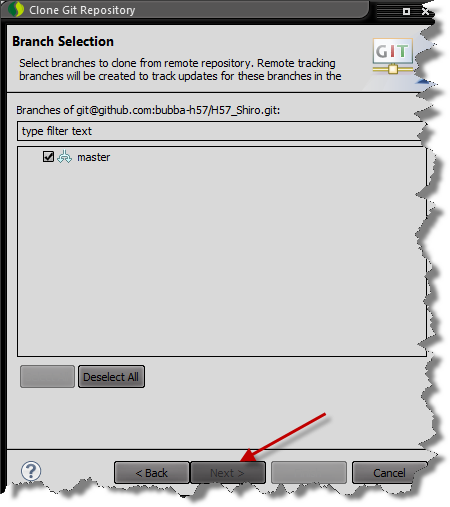 Clone Git Repository
Branch Selection
Select branches to clone from remote repository. Remote tracking
branches will be created to track updates for these branches in the
GIT
Branches of git@github.com:bubba-h57/H57_Shiro.git:
type filter text
master
Deselect All
?
< Back
Next >
Cancel